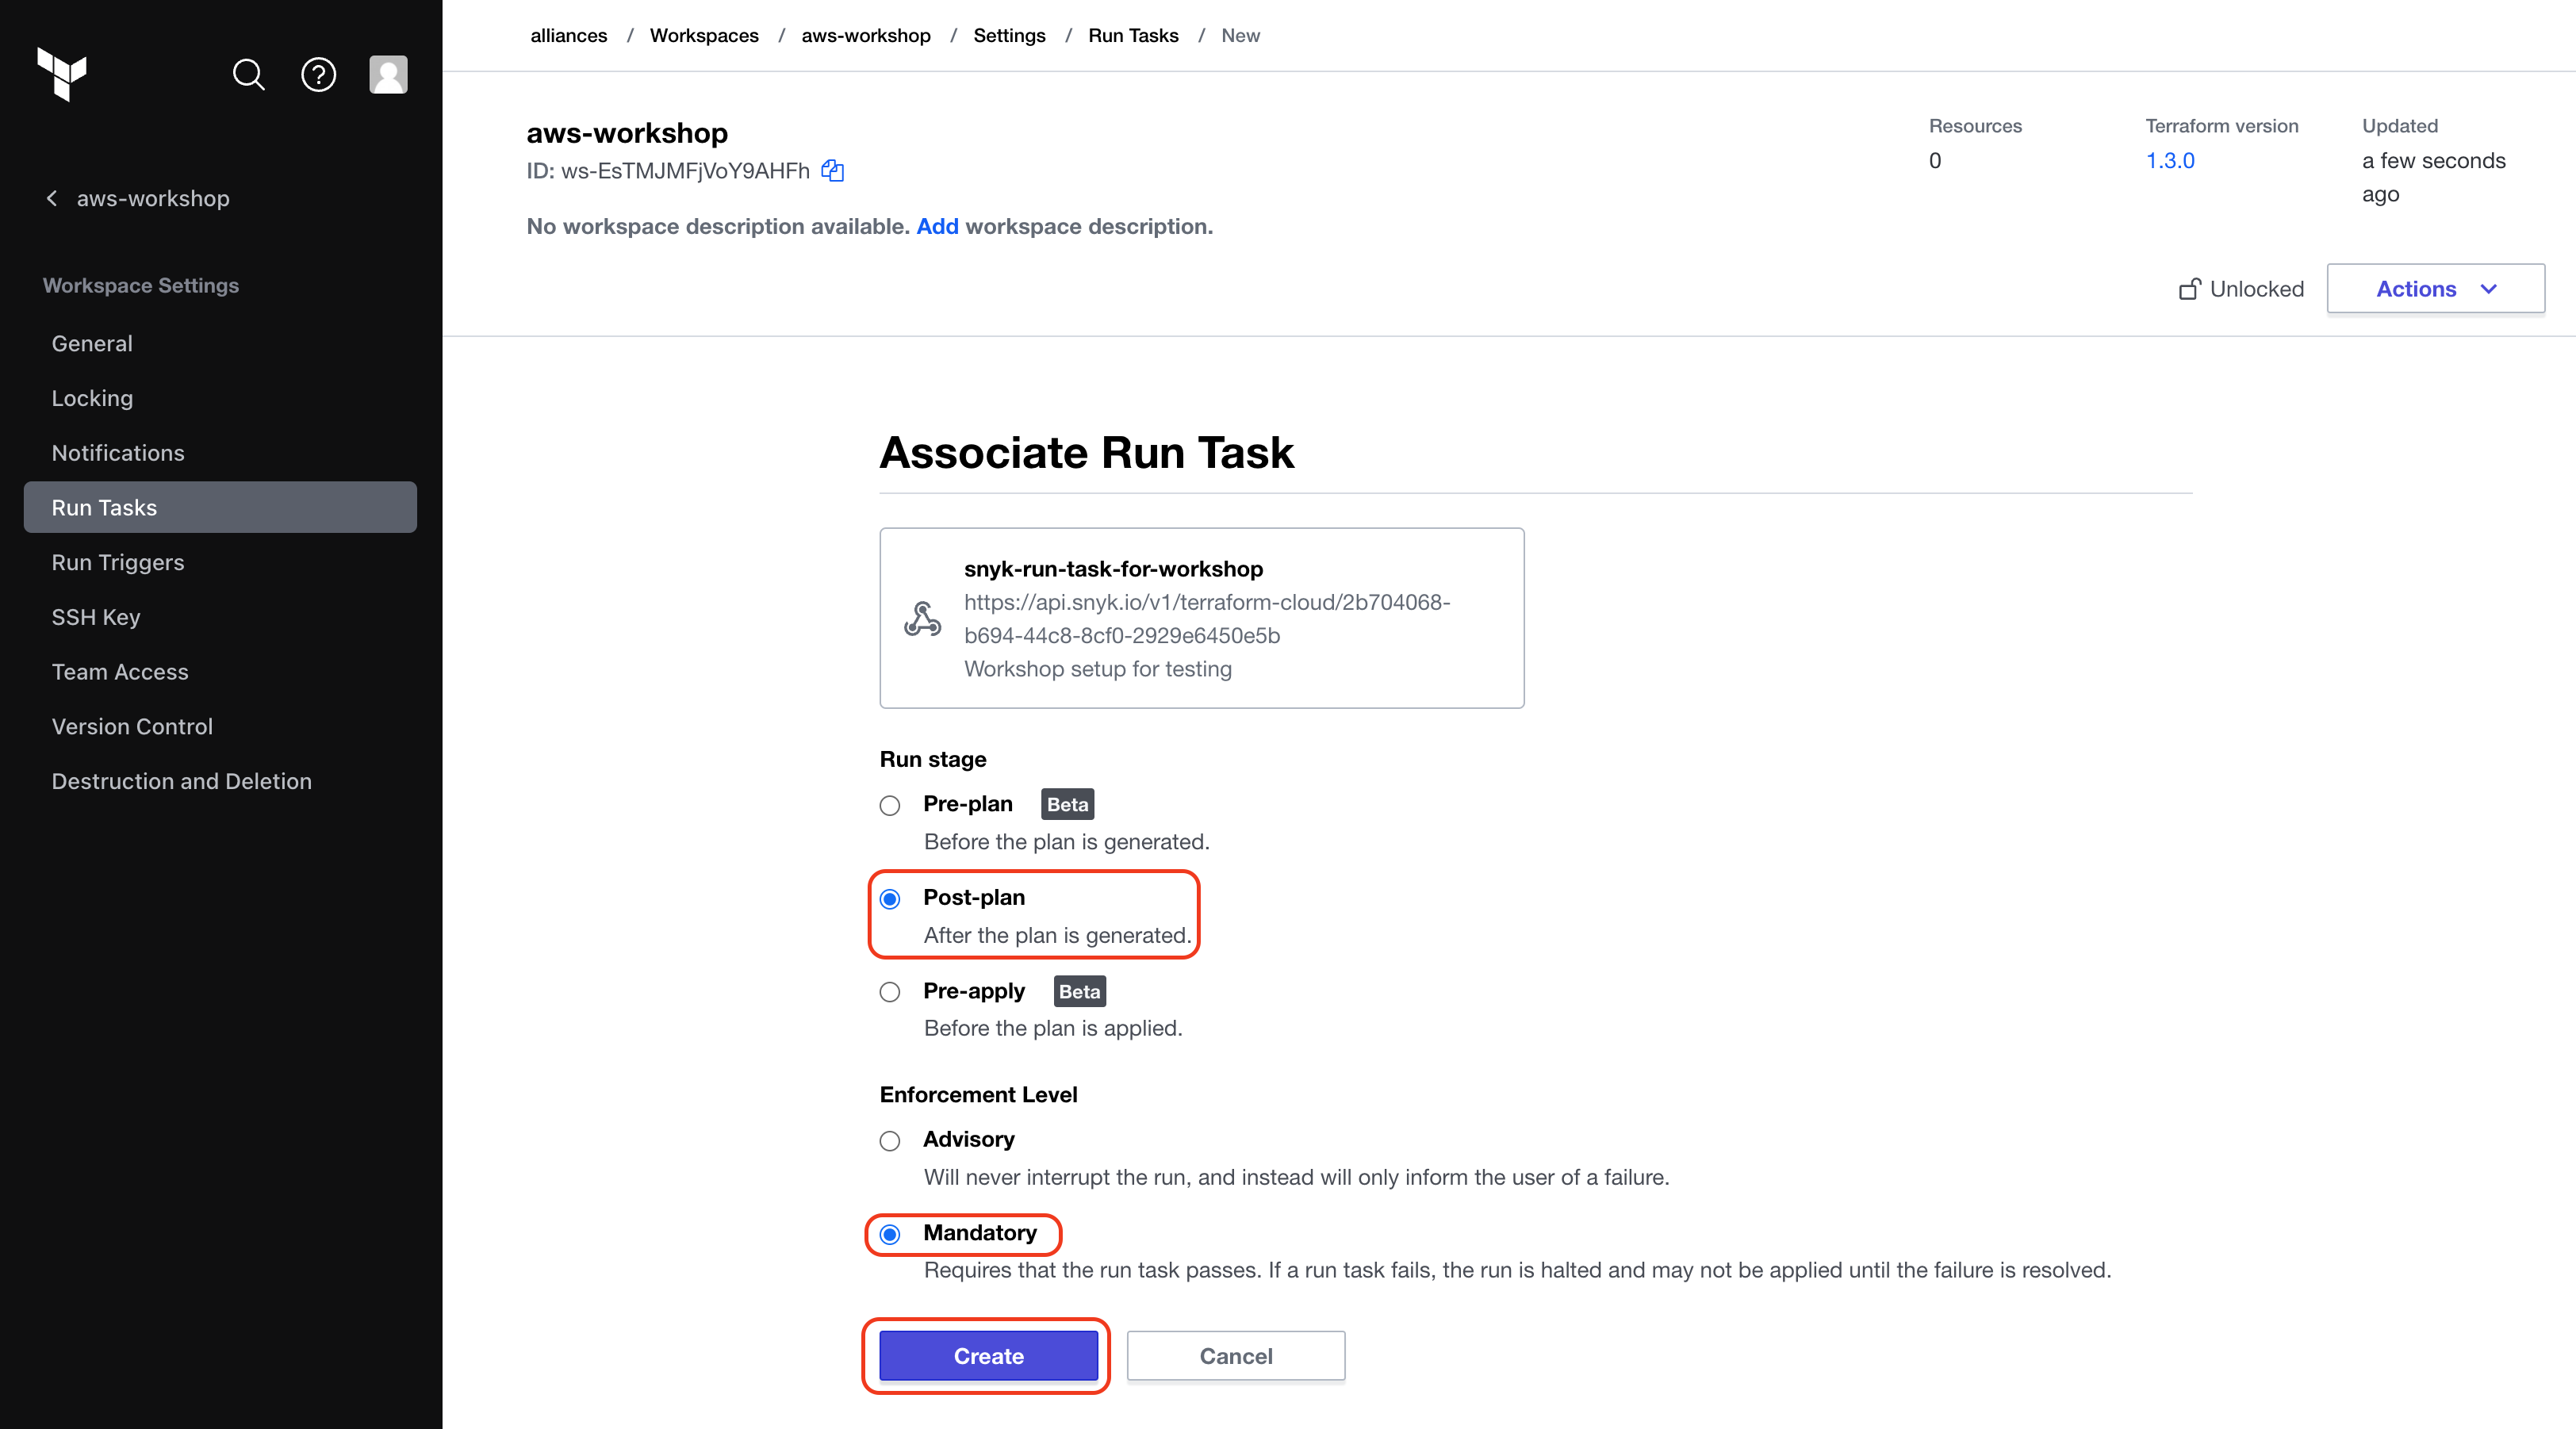 alliances / Workspaces / aws-workshop / Settings / Run Tasks / New
aws-workshop
Workspace Settings
General
Locking
Notifications
Run Tasks
Run Triggers
SSH Key
Team Access
Version Control
Destruction and Deletion
aws-workshop
ID: ws-EsTMJMFjVoY9AHFh
No workspace description available. Add workspace description.
Resources
0
Terraform version
1.3.0
Updated
a few seconds
ago
Unlocked
Actions
Associate Run Task
snyk-run-task-for-workshop
https://api.snyk.io/v1/terraform-cloud/2b704068-
b694-44c8-8cf0-2929e6450e5b
Workshop setup for testing
Run stage
Pre-plan Beta
Before the plan is generated.
Post-plan
After the plan is generated.
Pre-apply Beta
Before the plan is applied.
Enforcement Level
Advisory
Will never interrupt the run, and instead will only inform the user of a failure.
Mandatory
Requires that the run task passes. If a run task fails, the run is halted and may not be applied until the failure is resolved.
Create
Cancel